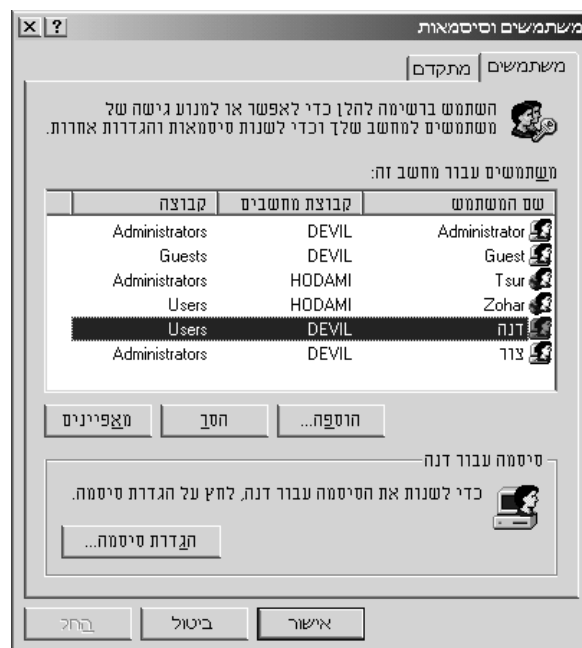 משתמשים וסיסמאות
משתמשים מתקדם
השתמש ברשימה להלן כדי לאפשר או למנוע גישה של
משתמשים למחשב שלך וכדי לשנות סיסמאות והגדרות אחרות.
משתמשים עבור מחשב זה:
שם המשתמש קבוצת מחשבים קבוצה
Administrator DEVIL Administrators
Guest DEVIL Guests
Tsur HODAMI Administrators
Zohar HODAMI Users
דנה DEVIL Users
צור DEVIL Administrators
הוספה... הסר מאפיינים
סיסמה עבור דנה
כדי לשנות את הסיסמה עבור דנה, לחץ על הגדרת סיסמה.
הגדרת סיסמה...
אישור ביטול החל